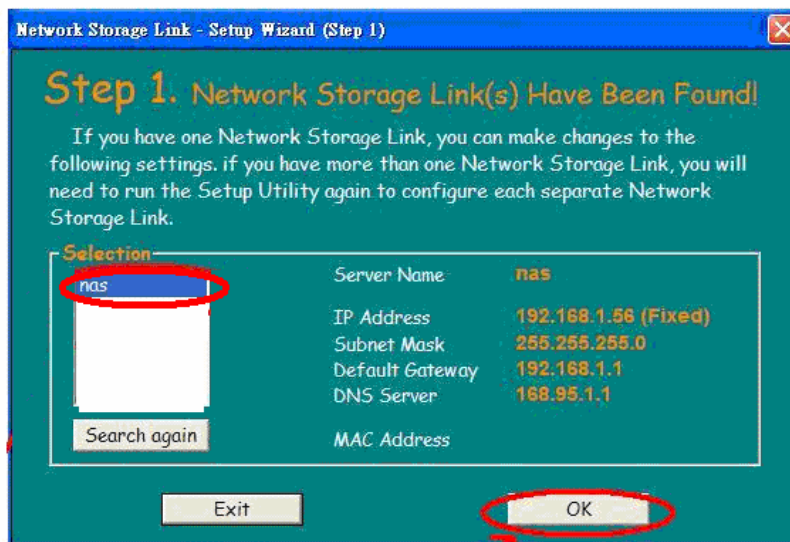 Network Storage Link - Setup Wizard (Step 1)
Step 1. Network Storage Link(s) Have Been Found!
If you have one Network Storage Link, you can make changes to the
following settings. if you have more than one Network Storage Link, you will
need to run the Setup Utility again to configure each separate Network
Storage Link.
Selection
nas
Search again
Server Name nas
IP Address 192.168.1.56 (Fixed)
Subnet Mask 255.255.255.0
Default Gateway 192.168.1.1
DNS Server 168.95.1.1
MAC Address
Exit
OK